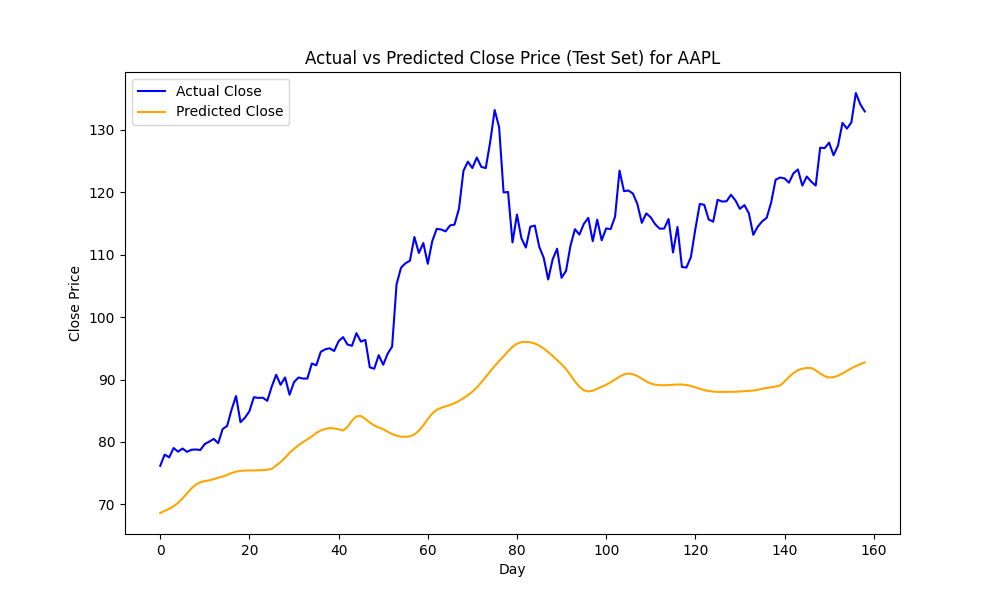 Actual vs Predicted Close Price (Test Set) for AAPL
Actual Close
Predicted Close
Close Price
130
120
110
100
90
80
70
0 20 40 60 80 100 120 140 160
Day